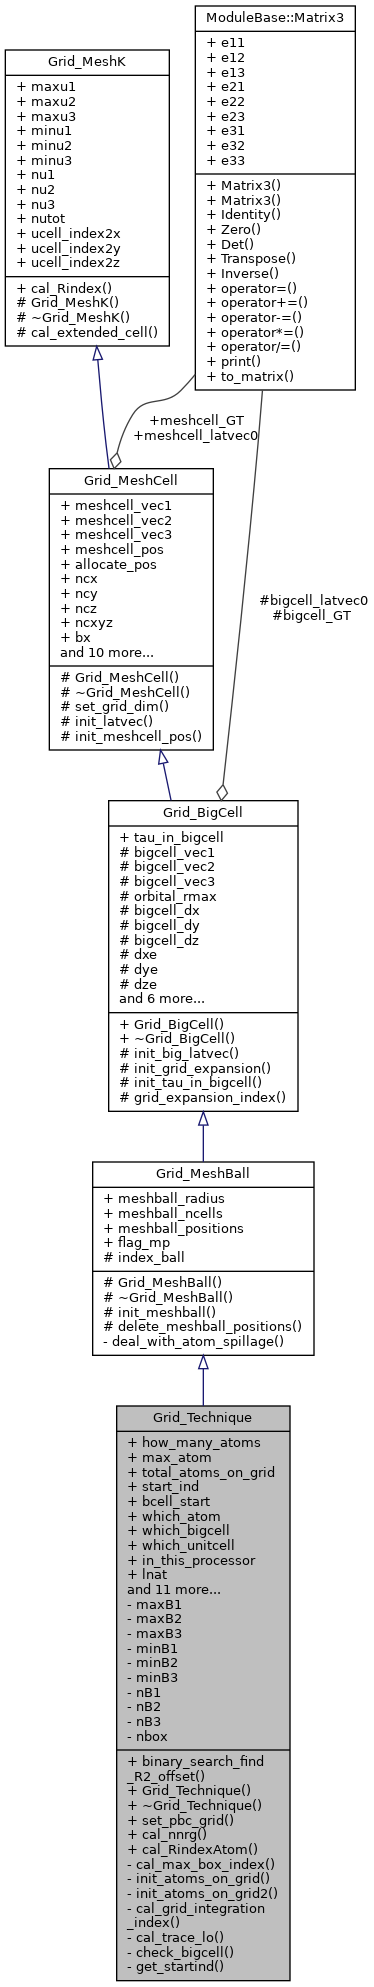 Grid_MeshK
+ maxu1
+ maxu2
+ maxu3
+ minu1
+ minu2
+ minu3
+ nu1
+ nu2
+ nu3
+ nutot
+ ucell_index2x
+ ucell_index2y
+ ucell_index2z
+ cal_Rindex()
# Grid_MeshK()
# ~Grid_MeshK()
# cal_extended_cell()
ModuleBase::Matrix3
+ e11
+ e12
+ e13
+ e21
+ e22
+ e23
+ e31
+ e32
+ e33
+ Matrix3()
+ Matrix3()
+ Identity()
+ Zero()
+ Det()
+ Transpose()
+ Inverse()
+ operator=()
+ operator+=()
+ operator-=()
+ operator*=()
+ operator/=()
+ print()
+ to_matrix()
+meshcell_GT
+meshcell_latvec0
Grid_MeshCell
+ meshcell_vec1
+ meshcell_vec2
+ meshcell_vec3
+ meshcell_pos
+ allocate_pos
+ ncx
+ ncy
+ ncz
+ ncxyz
+ bx
and 10 more...
# Grid_MeshCell()
# ~Grid_MeshCell()
# set_grid_dim()
# init_latvec()
# init_meshcell_pos()
#bigcell_latvec0
#bigcell_GT
Grid_BigCell
+ tau_in_bigcell
# bigcell_vec1
# bigcell_vec2
# bigcell_vec3
# orbital_rmax
# bigcell_dx
# bigcell_dy
# bigcell_dz
# dxe
# dye
# dze
and 6 more...
+ Grid_BigCell()
+ ~Grid_BigCell()
# init_big_latvec()
# init_grid_expansion()
# init_tau_in_bigcell()
# grid_expansion_index()
Grid_MeshBall
+ meshball_radius
+ meshball_ncells
+ meshball_positions
+ flag_mp
# index_ball
# Grid_MeshBall()
# ~Grid_MeshBall()
# init_meshball()
# delete_meshball_positions()
- deal_with_atom_spillage()
Grid_Technique
+ how_many_atoms
+ max_atom
+ total_atoms_on_grid
+ start_ind
+ bcell_start
+ which_atom
+ which_bigcell
+ which_unitcell
+ in_this_processor
+ lnat
and 11 more...
- maxB1
- maxB2
- maxB3
- minB1
- minB2
- minB3
- nB1
- nB2
- nB3
- nbox
+ binary_search_find
_R2_offset()
+ Grid_Technique()
+ ~Grid_Technique()
+ set_pbc_grid()
+ cal_nnrg()
+ cal_RindexAtom()
- cal_max_box_index()
- init_atoms_on_grid()
- init_atoms_on_grid2()
- cal_grid_integration
_index()
- cal_trace_lo()
- check_bigcell()
- get_startind()